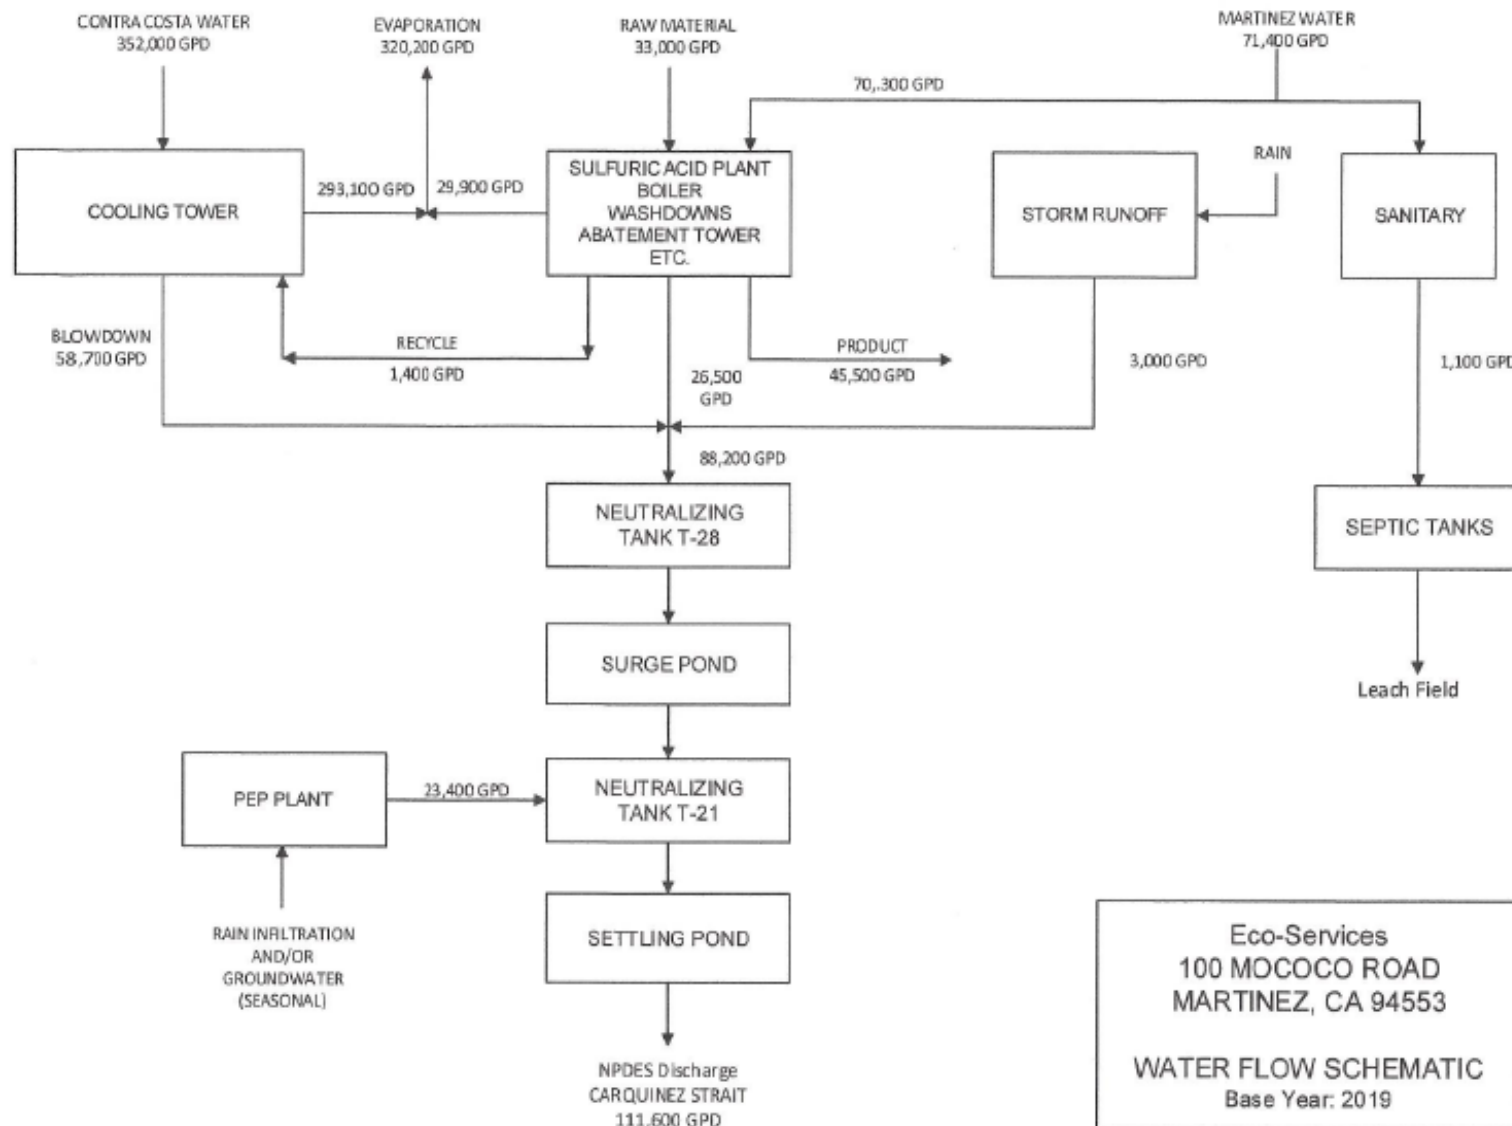 CONTRA COSTA WATER
352,000 GPD
EVAPORATION
320,200 GPD
RAW MATERIAL
33,000 GPD
MARTINEZ WATER
71,400 GPD
70,.300 GPD
COOLING TOWER
293,100 GPD
29,900 GPD
SULFURIC ACID PLANT
BOILER
WASHDOWNS
ABATEMENT TOWER
ETC.
STORM RUNOFF
RAIN
SANITARY
BLOWDOWN
58,700 GPD
RECYCLE
1,400 GPD
26,500
GPD
PRODUCT
45,500 GPD
3,000 GPD
1,100 GPD
88,200 GPD
NEUTRALIZING
TANK T-28
SEPTIC TANKS
SURGE POND
Leach Field
PEP PLANT
23,400 GPD
NEUTRALIZING
TANK T-21
RAIN INFILTRATION
AND/OR
GROUNDWATER
(SEASONAL)
SETTLING POND
NPDES Discharge
CARQUINEZ STRAIT
111,600 GPD
Eco-Services
100 MOCOCO ROAD
MARTINEZ, CA 94553
WATER FLOW SCHEMATIC
Base Year: 2019